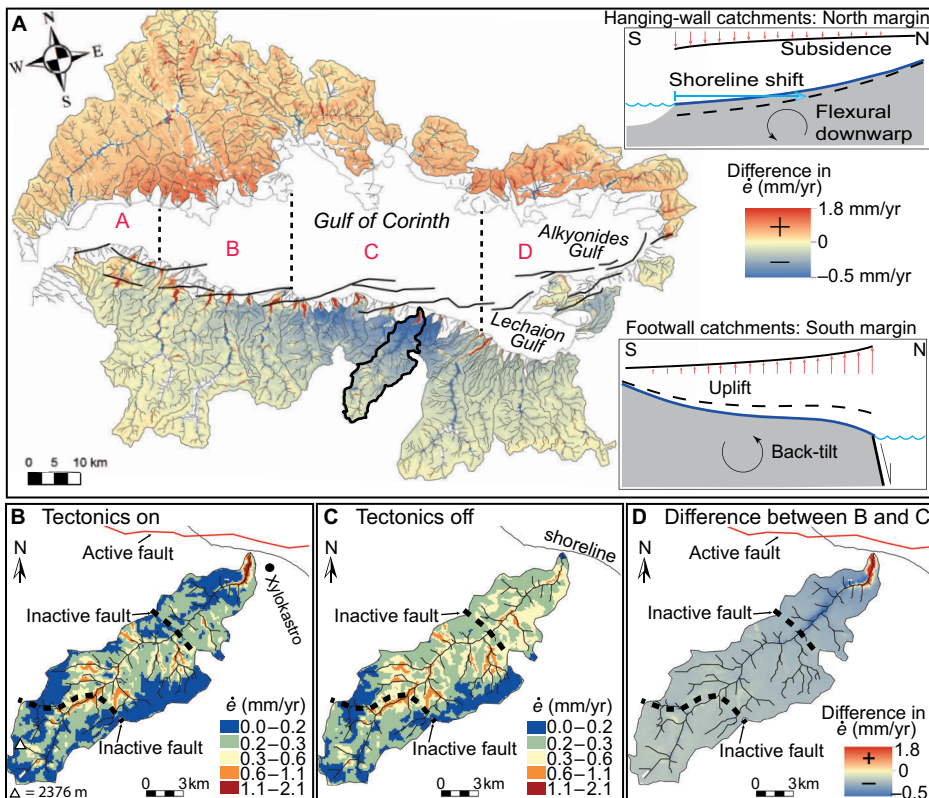 A
N
W
E
S
Hanging-wall catchments: North margin
S
N
Subsidence
Shoreline shift
Flexural
downwarp
Difference in
ė (mm/yr)
1.8 mm/yr
+
0
−
−0.5 mm/yr
A
B
Gulf of Corinth
C
D
Alkyonides
Gulf
Lechaion
Gulf
0 5 10 km
Footwall catchments: South margin
S
N
Uplift
Back-tilt
B Tectonics on
N
Active fault
Xylokastro
Inactive fault
Inactive fault
ė (mm/yr)
0.0–0.2
0.2–0.3
0.3–0.6
0.6–1.1
1.1–2.1
△ = 2376 m
0 3km
C Tectonics off
N
shoreline
ė (mm/yr)
0.0–0.2
0.2–0.3
0.3–0.6
0.6–1.1
1.1–2.1
0 3km
D Difference between B and C
N
Active fault
Inactive fault
Inactive fault
Difference in
ė (mm/yr)
1.8
+
−
−0.5
0 3km